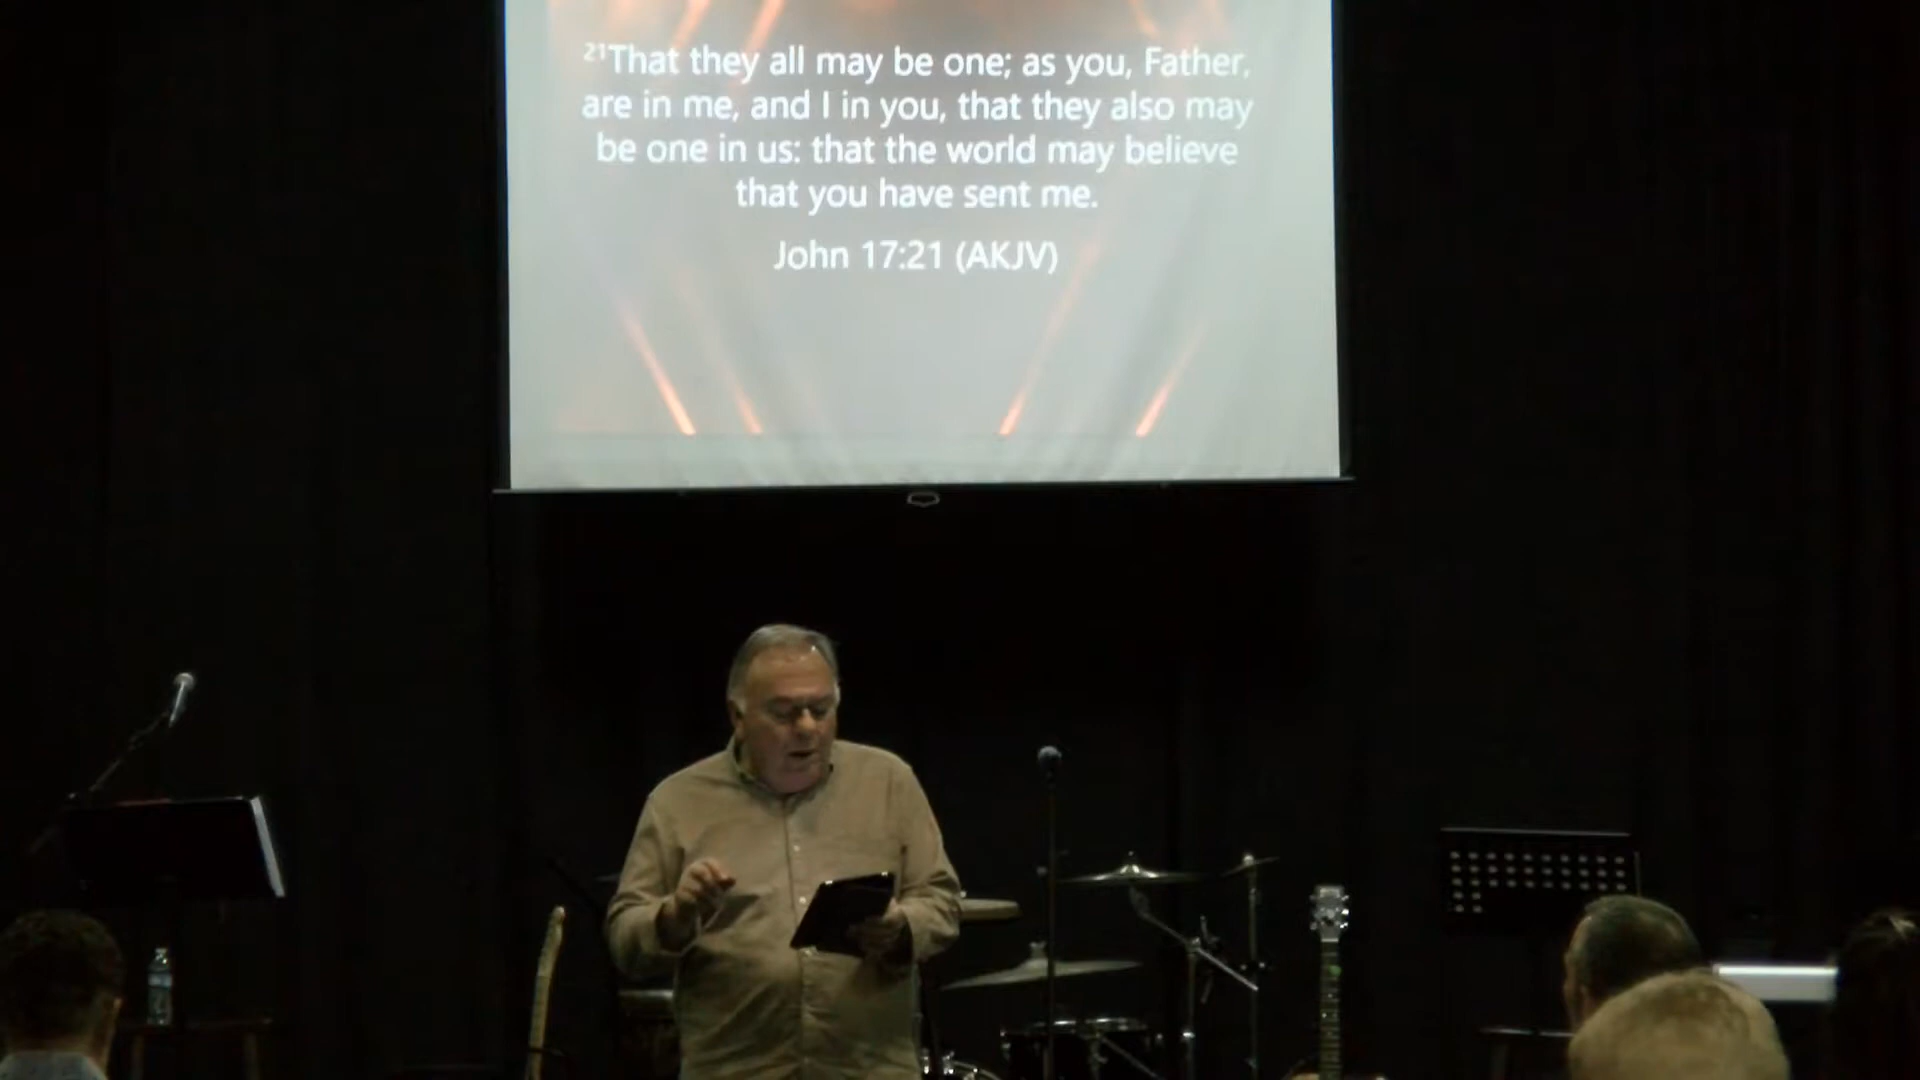 ²¹That they all may be one; as you, Father,
are in me, and I in you, that they also may
be one in us: that the world may believe
that you have sent me.
John 17:21 (AKJV)